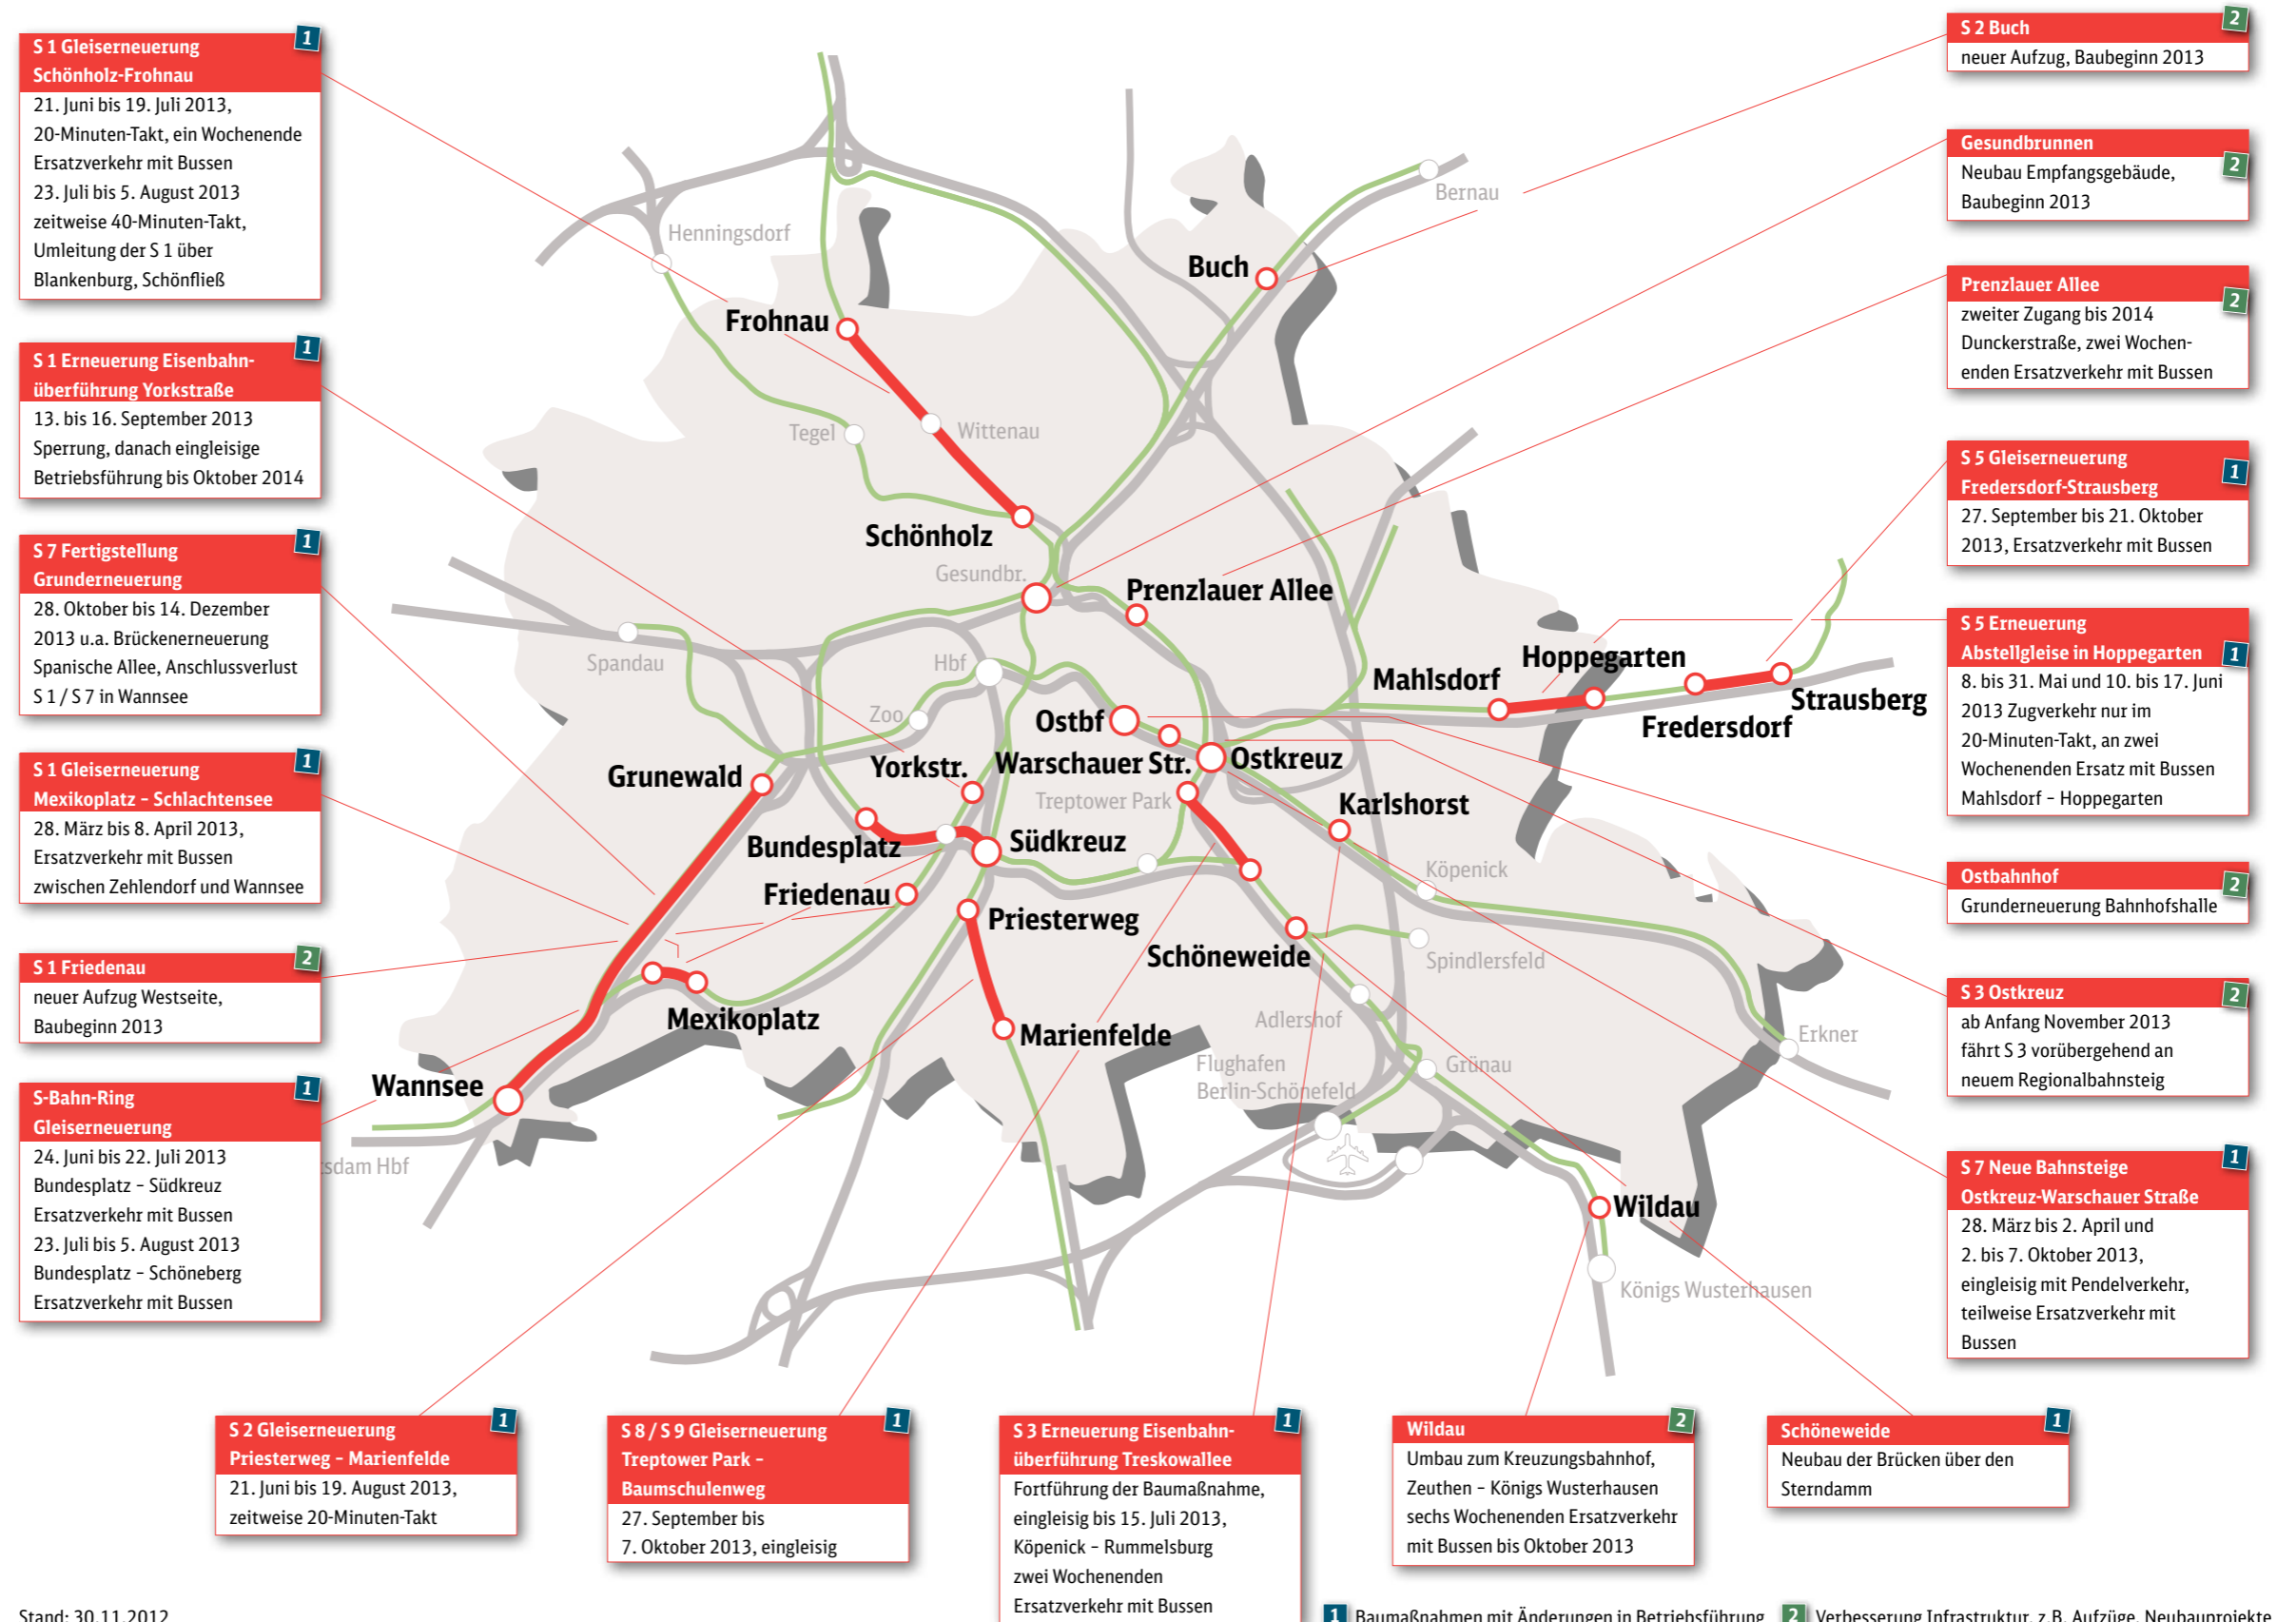 S 1 Gleiserneuerung
Schönholz-Frohnau
1
21. Juni bis 19. Juli 2013,
20-Minuten-Takt, ein Wochenende
Ersatzverkehr mit Bussen
23. Juli bis 5. August 2013
zeitweise 40-Minuten-Takt,
Umleitung der S 1 über
Blankenburg, Schönfließ
S 1 Erneuerung Eisenbahn-
überführung Yorkstraße
1
13. bis 16. September 2013
Sperrung, danach eingleisige
Betriebsführung bis Oktober 2014
S 7 Fertigstellung
Grunderneuerung
1
28. Oktober bis 14. Dezember
2013 u.a. Brückenerneuerung
Spanische Allee, Anschlussverlust
S 1 / S 7 in Wannsee
S 1 Gleiserneuerung
Mexikoplatz – Schlachtensee
1
28. März bis 8. April 2013,
Ersatzverkehr mit Bussen
zwischen Zehlendorf und Wannsee
S 1 Friedenau
2
neuer Aufzug Westseite,
Baubeginn 2013
S-Bahn-Ring
Gleiserneuerung
1
24. Juni bis 22. Juli 2013
Bundesplatz – Südkreuz
Ersatzverkehr mit Bussen
23. Juli bis 5. August 2013
Bundesplatz – Schöneberg
Ersatzverkehr mit Bussen
Henningsdorf
Bernau
Buch
Frohnau
Tegel
Wittenau
Schönholz
Gesundbr.
Prenzlauer Allee
Spandau
Hbf
Hoppegarten
Mahlsdorf
Strausberg
Fredersdorf
Zoo
Ostbf
Grunewald
Yorkstr.
Warschauer Str.
Ostkreuz
Treptower Park
Karlshorst
Bundesplatz
Südkreuz
Köpenick
Friedenau
Priesterweg
Schöneweide
Spindlersfeld
Mexikoplatz
Marienfelde
Adlershof
Erkner
Flughafen
Berlin-Schönefeld
Grünau
Wannsee
sdam Hbf
Wildau
Königs Wusterhausen
S 2 Buch
2
neuer Aufzug, Baubeginn 2013
Gesundbrunnen
2
Neubau Empfangsgebäude,
Baubeginn 2013
Prenzlauer Allee
2
zweiter Zugang bis 2014
Dunckerstraße, zwei Wochen-
enden Ersatzverkehr mit Bussen
S 5 Gleiserneuerung
Fredersdorf-Strausberg
1
27. September bis 21. Oktober
2013, Ersatzverkehr mit Bussen
S 5 Erneuerung
Abstellgleise in Hoppegarten
1
8. bis 31. Mai und 10. bis 17. Juni
2013 Zugverkehr nur im
20-Minuten-Takt, an zwei
Wochenenden Ersatz mit Bussen
Mahlsdorf – Hoppegarten
Ostbahnhof
2
Grunderneuerung Bahnhofshalle
S 3 Ostkreuz
2
ab Anfang November 2013
fährt S 3 vorübergehend an
neuem Regionalbahnsteig
S 7 Neue Bahnsteige
Ostkreuz-Warschauer Straße
1
28. März bis 2. April und
2. bis 7. Oktober 2013,
eingleisig mit Pendelverkehr,
teilweise Ersatzverkehr mit
Bussen
S 2 Gleiserneuerung
Priesterweg – Marienfelde
1
21. Juni bis 19. August 2013,
zeitweise 20-Minuten-Takt
S 8 / S 9 Gleiserneuerung
Treptower Park –
Baumschulenweg
1
27. September bis
7. Oktober 2013, eingleisig
S 3 Erneuerung Eisenbahn-
überführung Treskowallee
1
Fortführung der Baumaßnahme,
eingleisig bis 15. Juli 2013,
Köpenick – Rummelsburg
zwei Wochenenden
Ersatzverkehr mit Bussen
Wildau
2
Umbau zum Kreuzungsbahnhof,
Zeuthen – Königs Wusterhausen
sechs Wochenenden Ersatzverkehr
mit Bussen bis Oktober 2013
Schöneweide
1
Neubau der Brücken über den
Sterndamm
Stand: 30.11.2012
1 Baumaßnahmen mit Änderungen in Betriebsführung
2 Verbesserung Infrastruktur, z.B. Aufzüge, Neubauprojekte